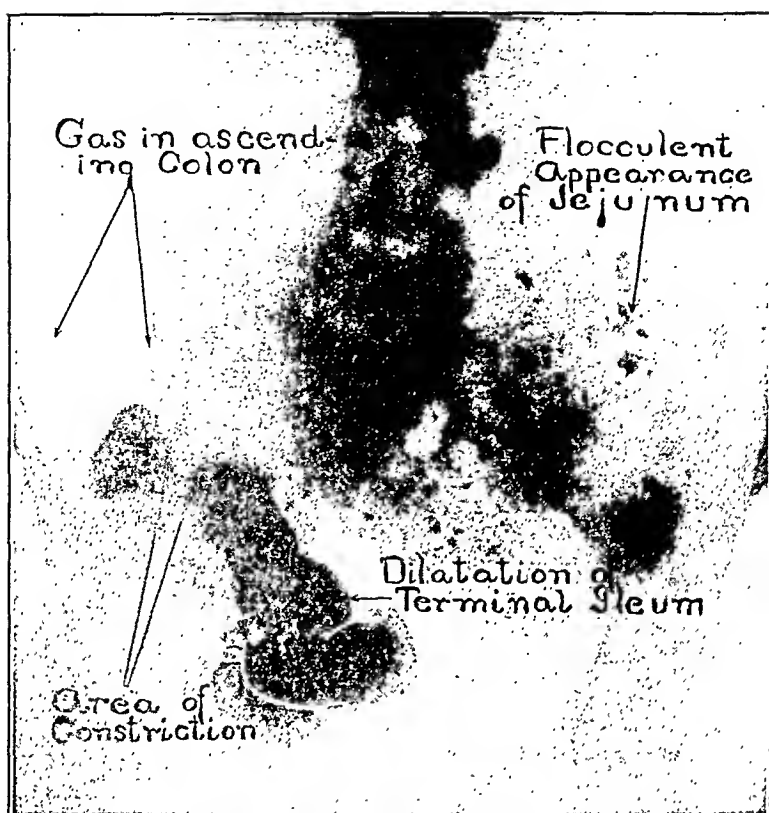 Gas in ascend-
ing Colon
Flocculent
Appearance
of Jejunum
Dilatation of
Terminal Ileum
Area of
Constriction